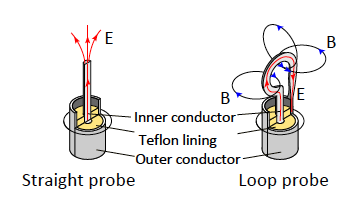 E
B
B
E
Inner conductor
Teflon lining
Outer conductor
Straight probe
Loop probe